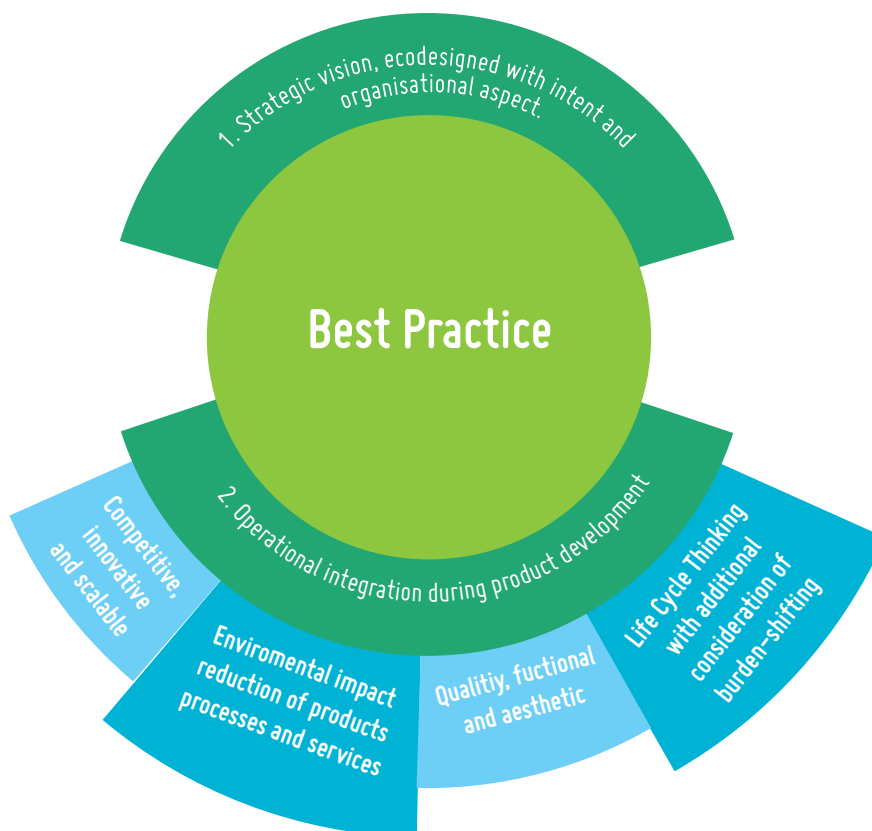 1. Strategic vision, ecodesigned with intent and
organisational aspect.
Best Practice
2. Operational integration during product development
Competitive,
innovative
and scalable
Enviromental impact
reduction of products
processes and services
Qualitiy, fuctional
and aesthetic
Life Cycle Thinking
with additional
consideration of
burden-shifting